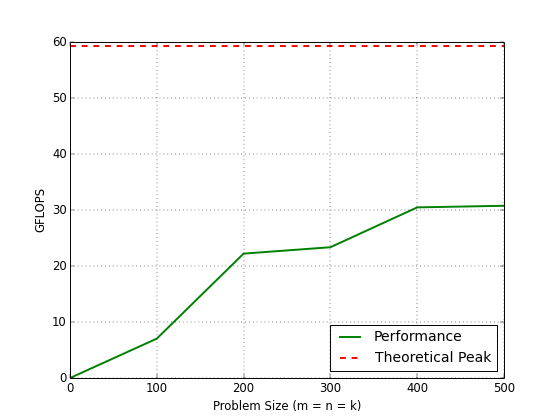 60
50
40
30
20
10
0
GFLOPS
Performance
Theoretical Peak
0 100 200 300 400 500
Problem Size (m = n = k)